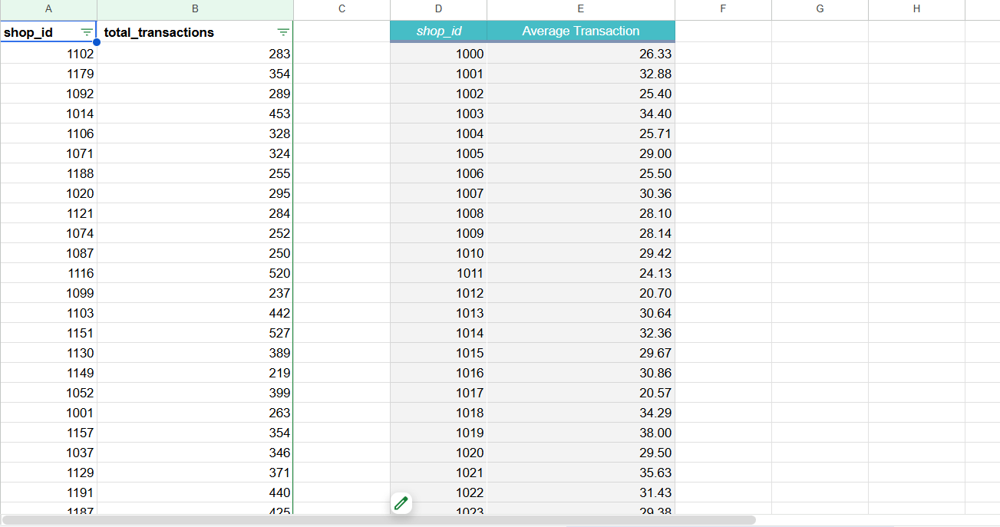 A B C D E F G H
shop_id total_transactions shop_id Average Transaction
1102 283 1000 26.33
1179 354 1001 32.88
1092 289 1002 25.40
1014 453 1003 34.40
1106 328 1004 25.71
1071 324 1005 29.00
1188 255 1006 25.50
1020 295 1007 30.36
1121 284 1008 28.10
1074 252 1009 28.14
1087 250 1010 29.42
1116 520 1011 24.13
1099 237 1012 20.70
1103 442 1013 30.64
1151 527 1014 32.36
1130 389 1015 29.67
1149 219 1016 30.86
1052 399 1017 20.57
1001 263 1018 34.29
1157 354 1019 38.00
1037 346 1020 29.50
1129 371 1021 35.63
1191 440 1022 31.43
1187 425 1023 29.38